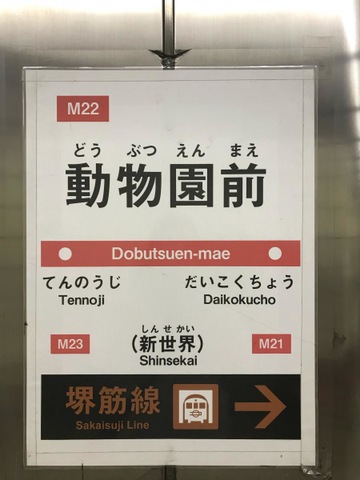 M22
どう ぶつ えん まえ
動物園前
Dobutsuen-mae
てんのうじ だいこくちょう
Tennoji Daikokucho
しん せ かい
M23 (新世界) M21
Shinsekai
堺筋線
Sakaisuji Line